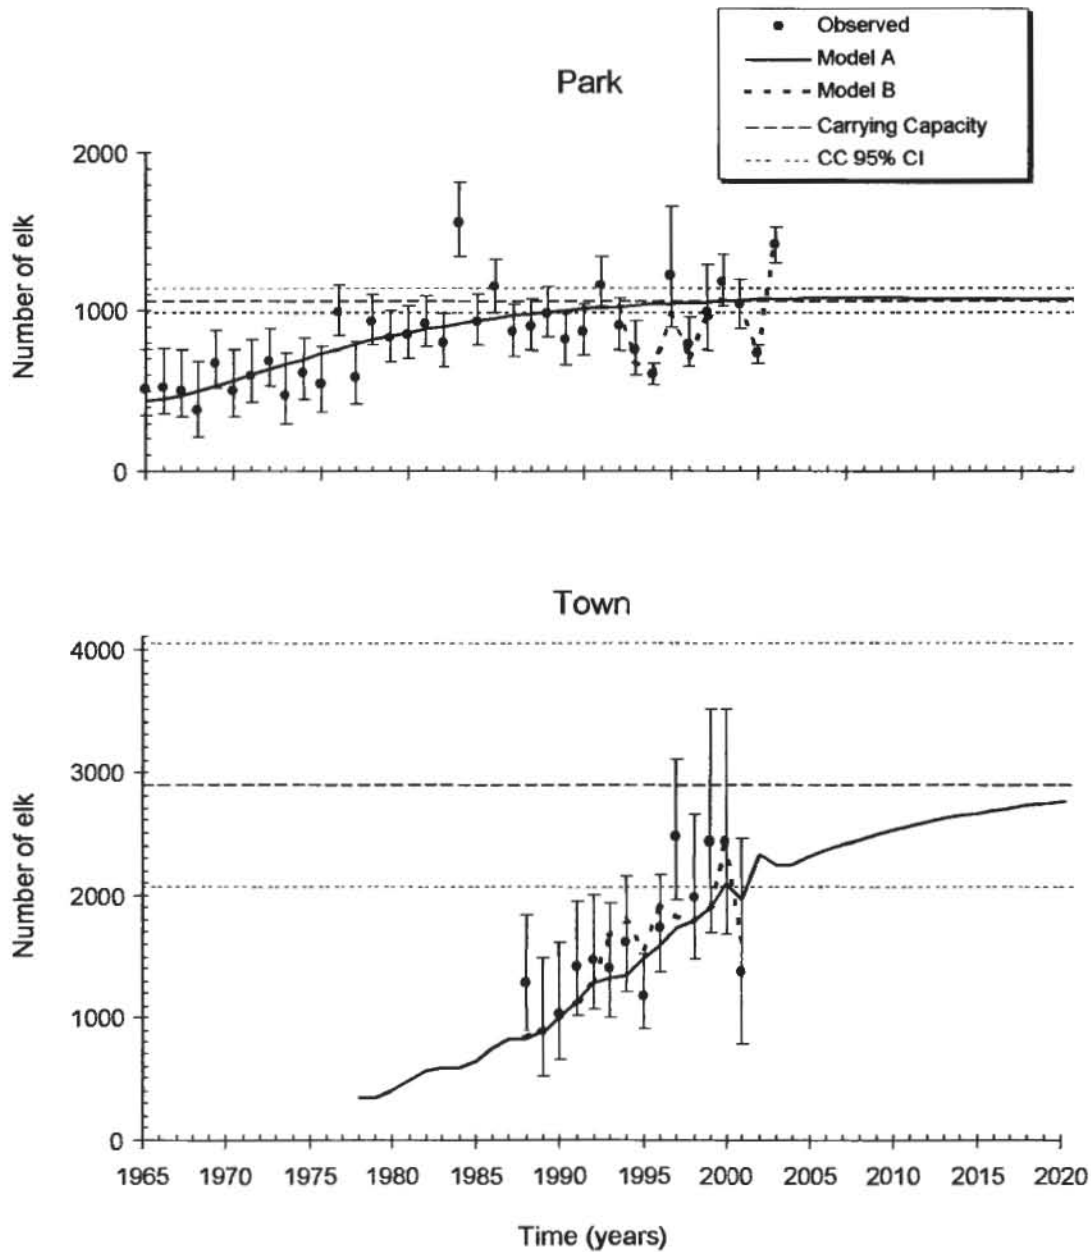 Observed
Model A
Model B
Carrying Capacity
CC 95% CI
Park
Number of elk
2000
1000
0
Town
Number of elk
4000
3000
2000
1000
0
1965 1970 1975 1980 1985 1990 1995 2000 2005 2010 2015 2020
Time (years)